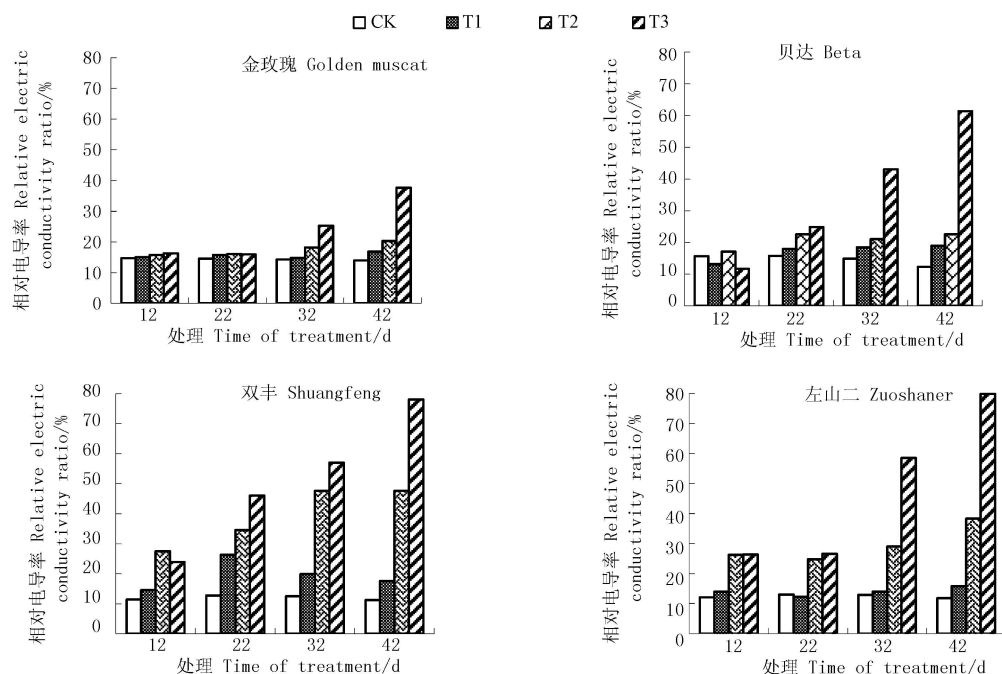 CK T1 T2 T3
金玫瑰 Golden muscat
相对电导率 Relative electric
conductivity ratio/%
80
70
60
50
40
30
20
10
0
12 22 32 42
处理 Time of treatment/d
贝达 Beta
相对电导率 Relative electric
conductivity ratio/%
80
70
60
50
40
30
20
10
0
12 22 32 42
处理 Time of treatment/d
双丰 Shuangfeng
相对电导率 Relative electric
conductivity ratio/%
80
70
60
50
40
30
20
10
0
12 22 32 42
处理 Time of treatment/d
左山二 Zuoshaner
相对电导率 Relative electric
conductivity ratio/%
80
70
60
50
40
30
20
10
0
12 22 32 42
处理 Time of treatment/d